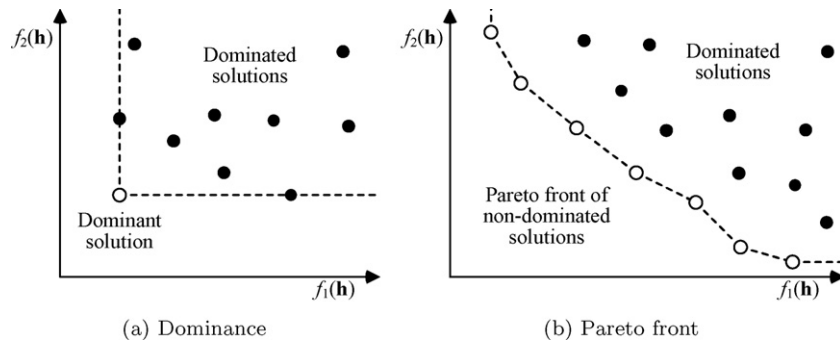 f₂(h)
Dominated
solutions
Dominant
solution
f₁(h)
(a) Dominance
f₂(h)
Dominated
solutions
Pareto front of
non-dominated
solutions
f₁(h)
(b) Pareto front